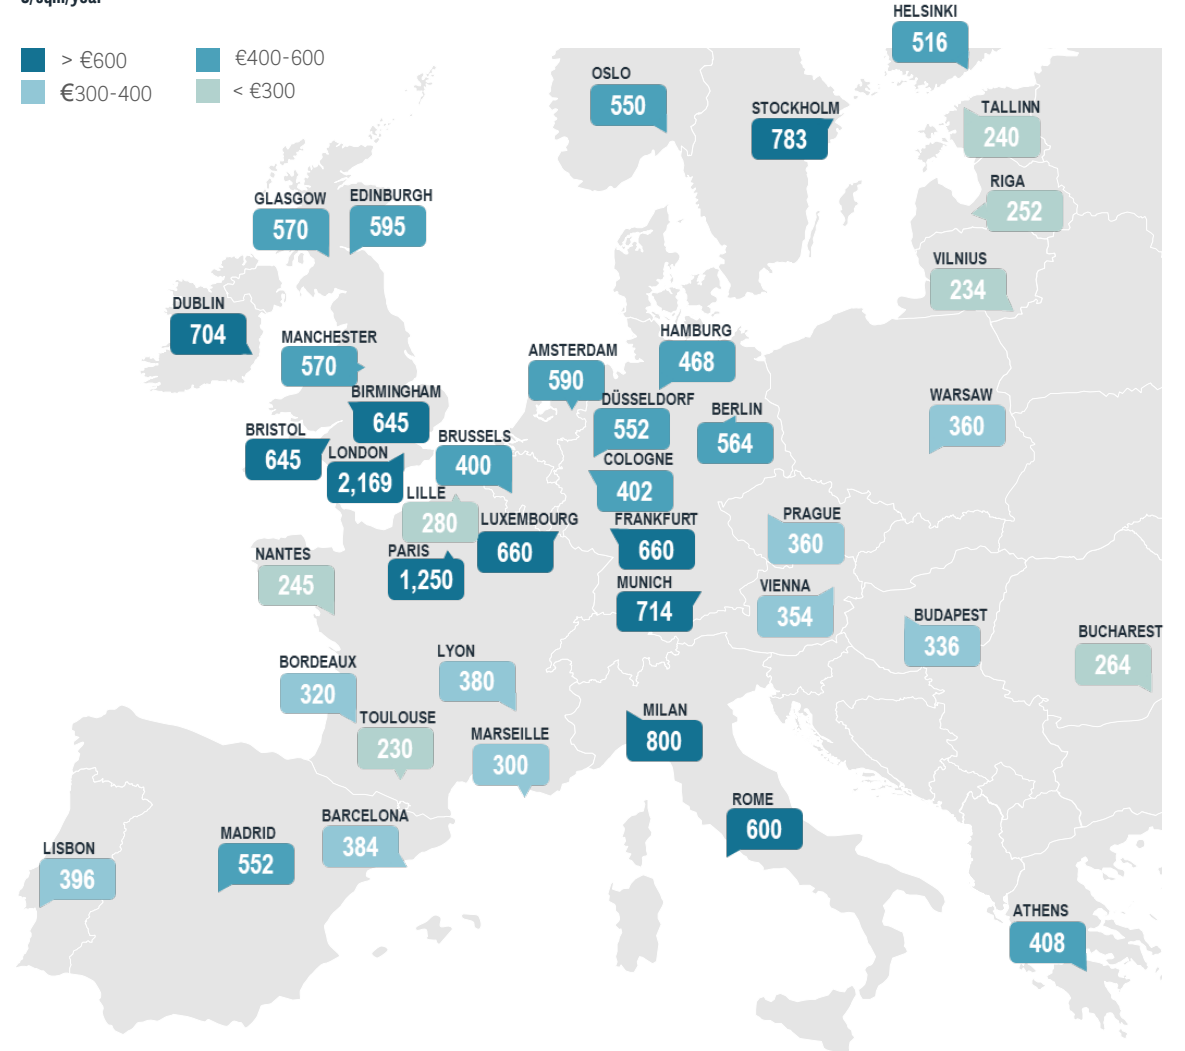 > €600
€400-600
€300-400
< €300
HELSINKI
516
OSLO
550
STOCKHOLM
783
TALLINN
240
RIGA
252
GLASGOW
570
EDINBURGH
595
VILNIUS
234
DUBLIN
704
MANCHESTER
570
HAMBURG
468
AMSTERDAM
590
BIRMINGHAM
645
DÜSSELDORF
552
BERLIN
564
WARSAW
360
BRISTOL
645
LONDON
2,169
BRUSSELS
400
COLOGNE
402
LILLE
280
LUXEMBOURG
660
FRANKFURT
660
PRAGUE
360
NANTES
245
PARIS
1,250
MUNICH
714
VIENNA
354
BUDAPEST
336
BUCHAREST
264
BORDEAUX
320
LYON
380
TOULOUSE
230
MARSEILLE
300
MILAN
800
ROME
600
BARCELONA
384
MADRID
552
LISBON
396
ATHENS
408